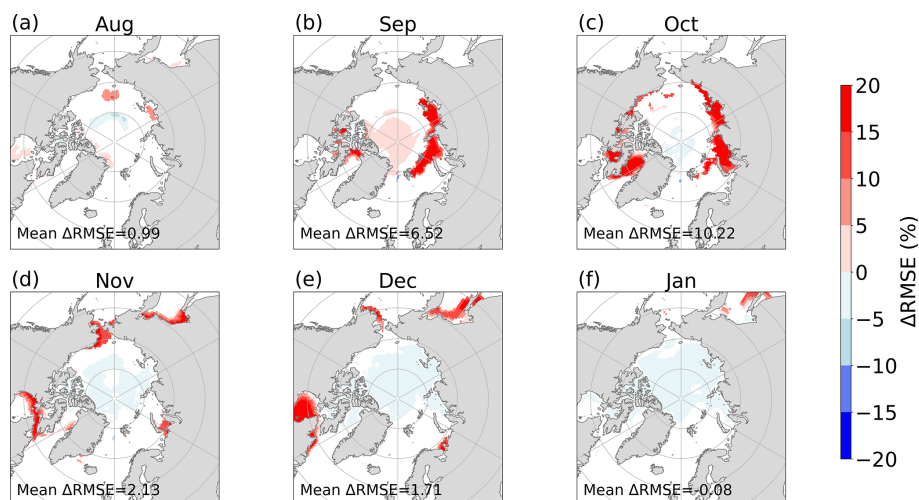 (a) Aug
(b) Sep
(c) Oct
Mean ΔRMSE=0.99
Mean ΔRMSE=6.52
Mean ΔRMSE=10.22
(d) Nov
(e) Dec
(f) Jan
Mean ΔRMSE=2.13
Mean ΔRMSE=1.71
Mean ΔRMSE=-0.08
20
15
10
5
0
−5
−10
−15
−20
ΔRMSE (%)